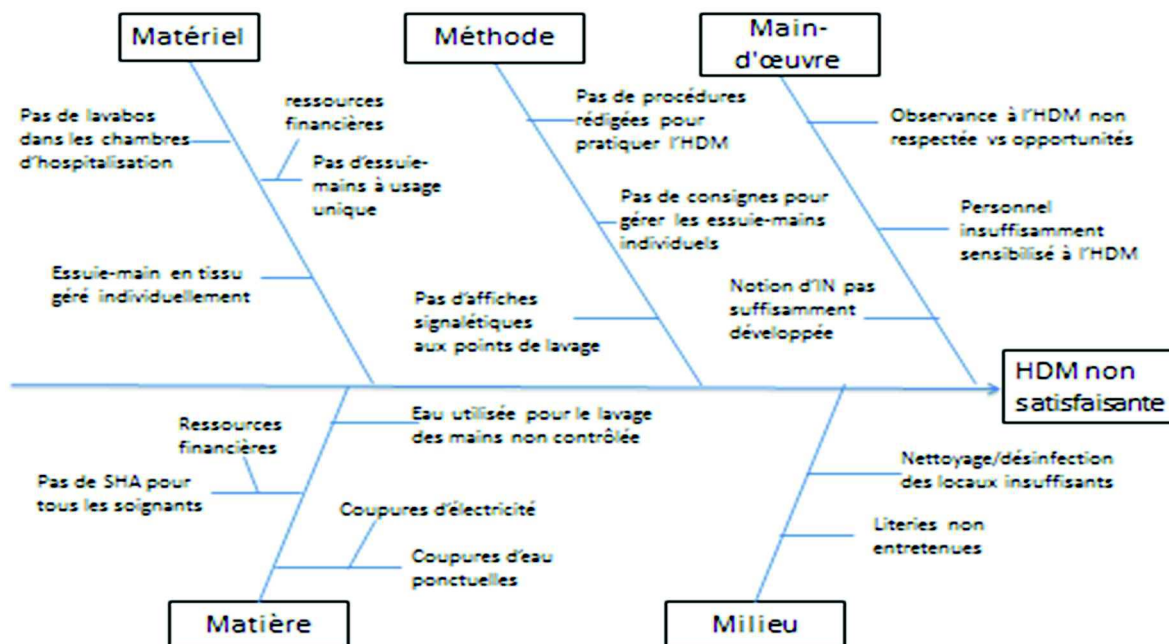 Matériel
Méthode
Main-
d'œuvre
Pas de lavabos
dans les chambres
d'hospitalisation
ressources
financières
Pas d'essuie-
mains à usage
unique
Essuie-main en tissu
géré individuellement
Pas de procédures
rédigées pour
pratiquer l'HDM
Pas de consignes pour
gérer les essuie-mains
individuels
Pas d'affiches
signalétiques
aux points de lavage
Observance à l'HDM non
respectée vs opportunités
Personnel
insuffisamment
sensibilisé à l'HDM
Notion d'IN pas
suffisamment
développée
HDM non
satisfaisante
Ressources
financières
Pas de SHA pour
tous les soignants
Eau utilisée pour le lavage
des mains non contrôlée
Coupures d'électricité
Coupures d'eau
ponctuelles
Nettoyage/désinfection
des locaux insuffisants
Literies non
entretenues
Matière
Milieu